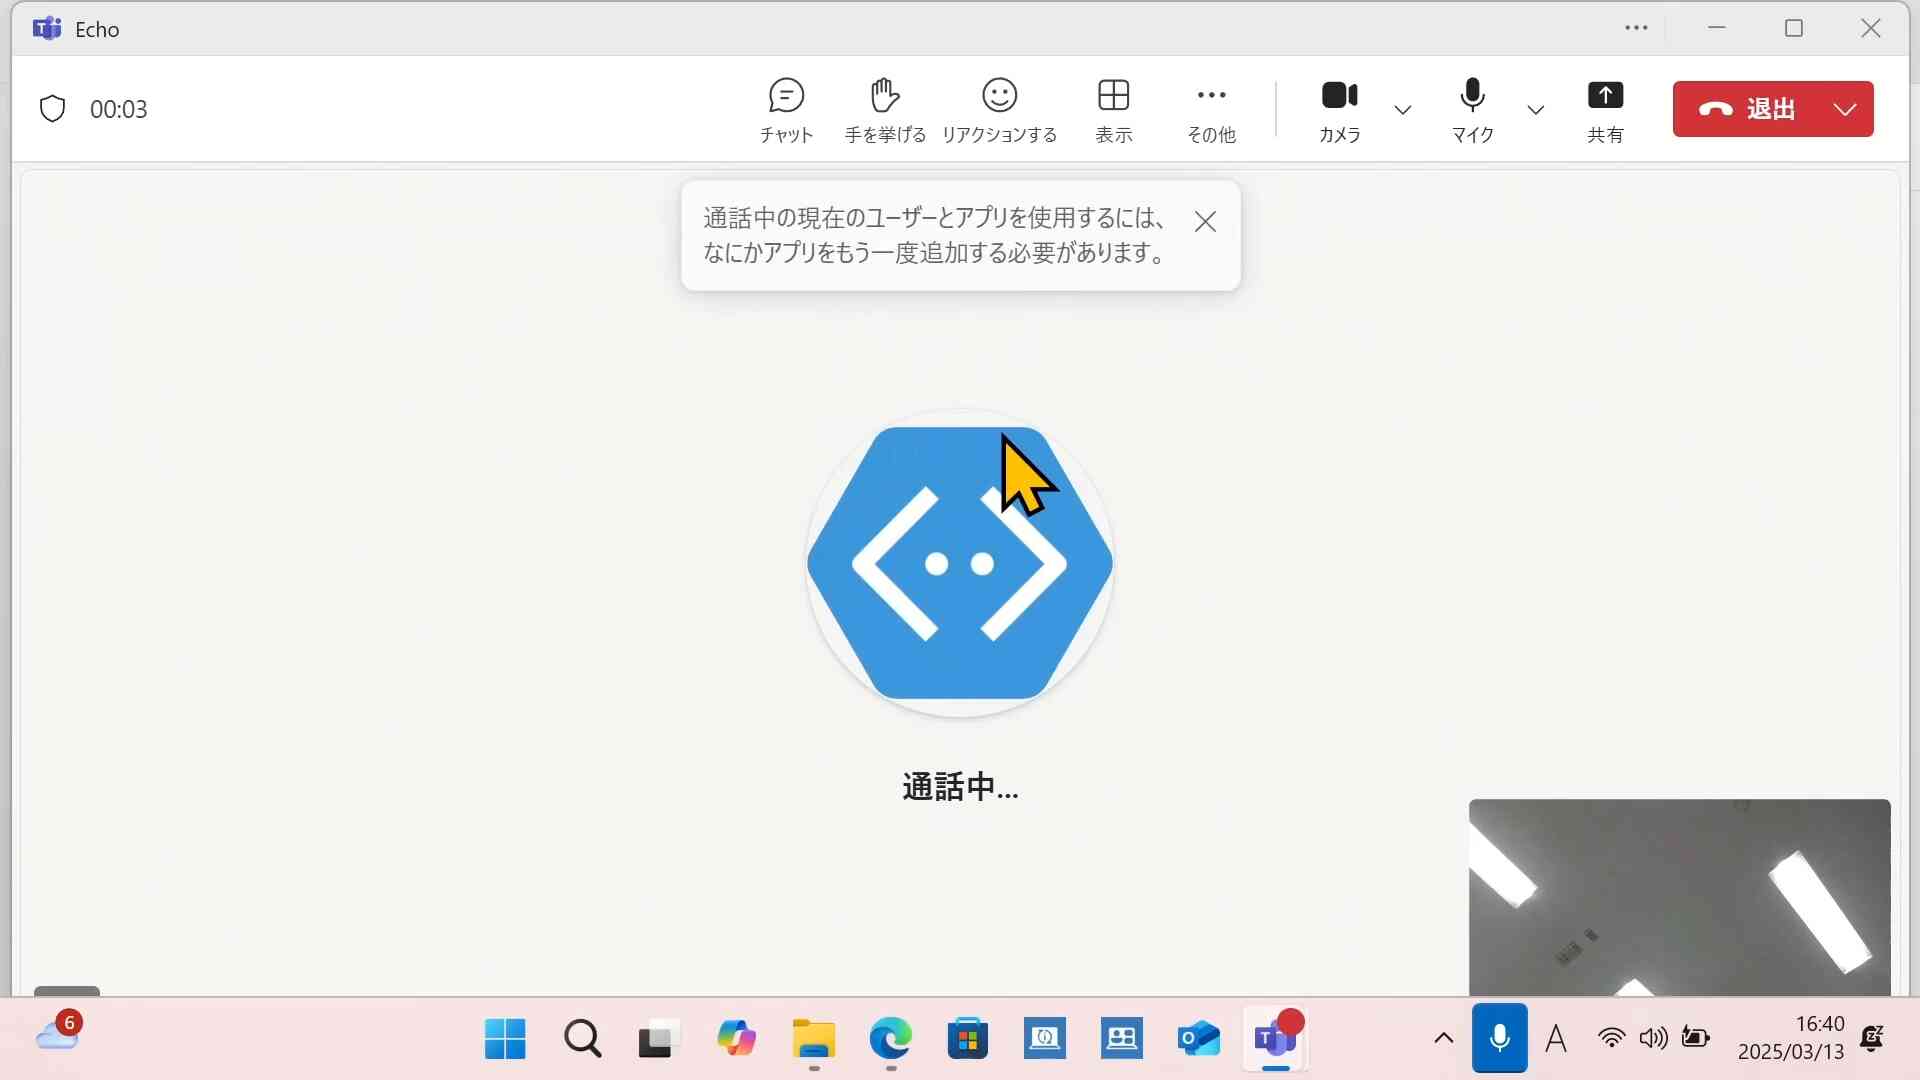 Echo
00:03
チャット
手を挙げる
リアクションする
表示
その他
カメラ
マイク
共有
退出
通話中の現在のユーザーとアプリを使用するには、
なにかアプリをもう一度追加する必要があります。
通話中...
6
A
16:40
2025/03/13